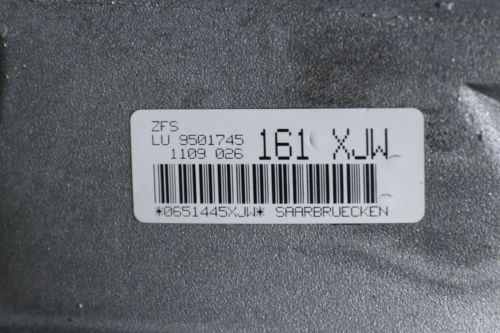 ZFS
LU 9501745
1109 026 161 XJW
*0651445XJW* SAARBRUECKEN